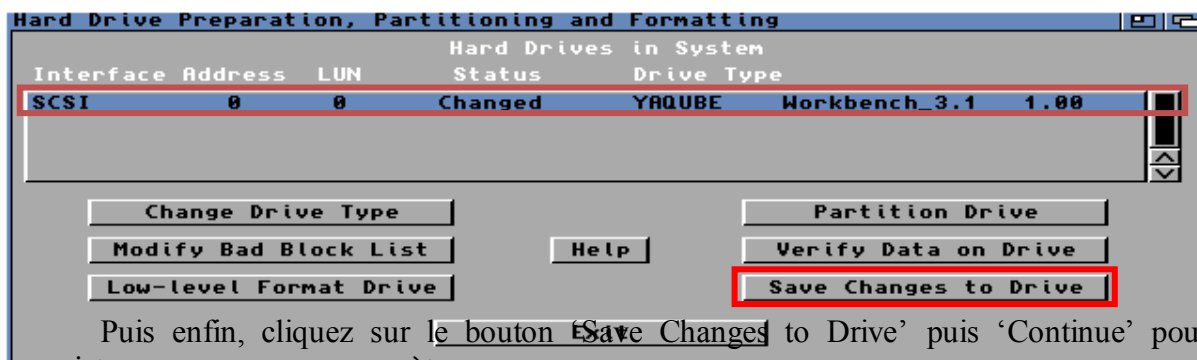 Hard Drive Preparation, Partitioning and Formatting
Hard Drives in System
Interface Address LUN Status Drive Type
SCSI 0 0 Changed YAQUBE Workbench_3.1 1.00
Change Drive Type Partition Drive
Modify Bad Block List Help Verify Data on Drive
Low-level Format Drive Save Changes to Drive
Puis enfin, cliquez sur le bouton ‘Save Changes to Drive’ puis ‘Continue’